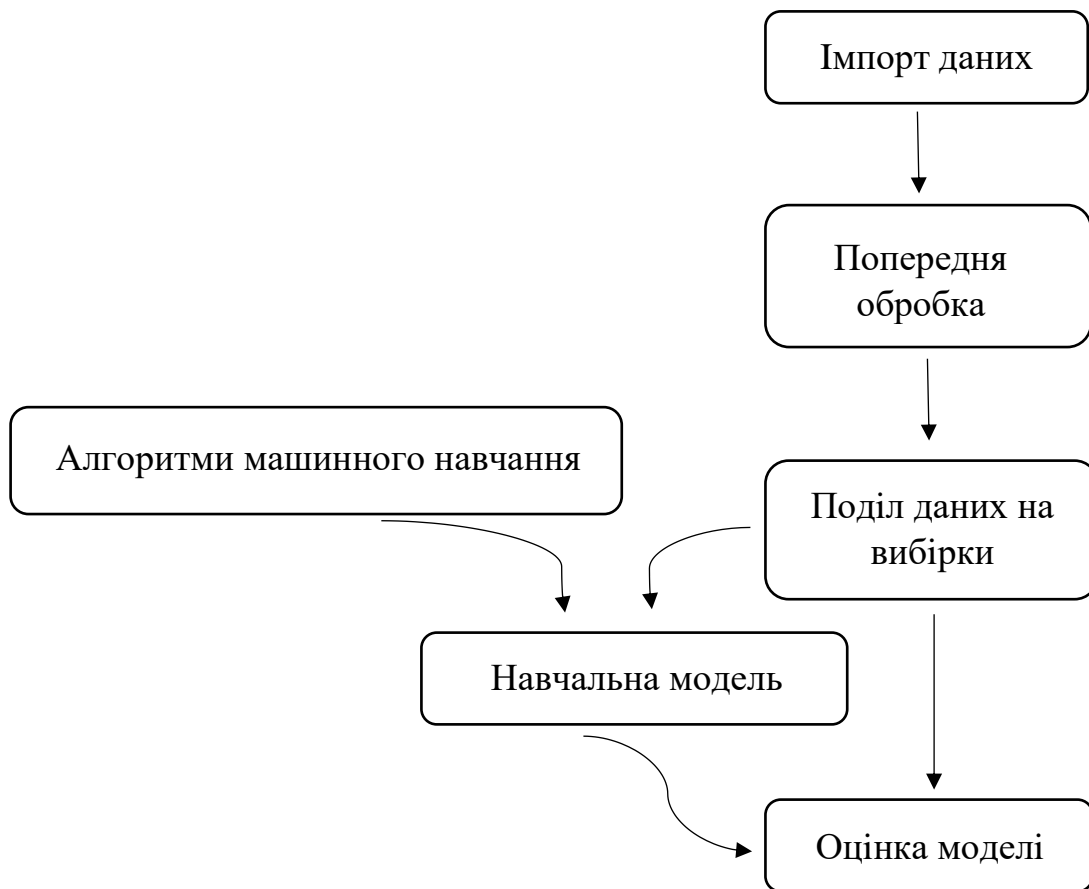 Імпорт даних
Попередня
обробка
Алгоритми машинного навчання
Поділ даних на
вибірки
Навчальна модель
Оцінка моделі